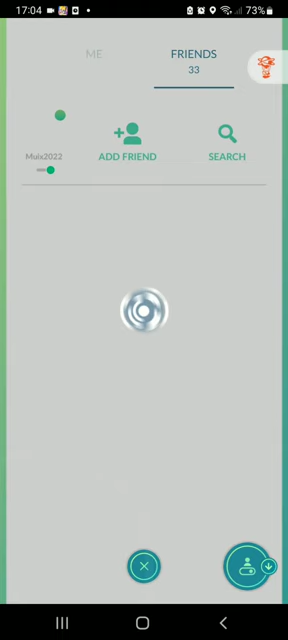 17:04
73%
ME
FRIENDS
33
Muix2022
ADD FRIEND
SEARCH